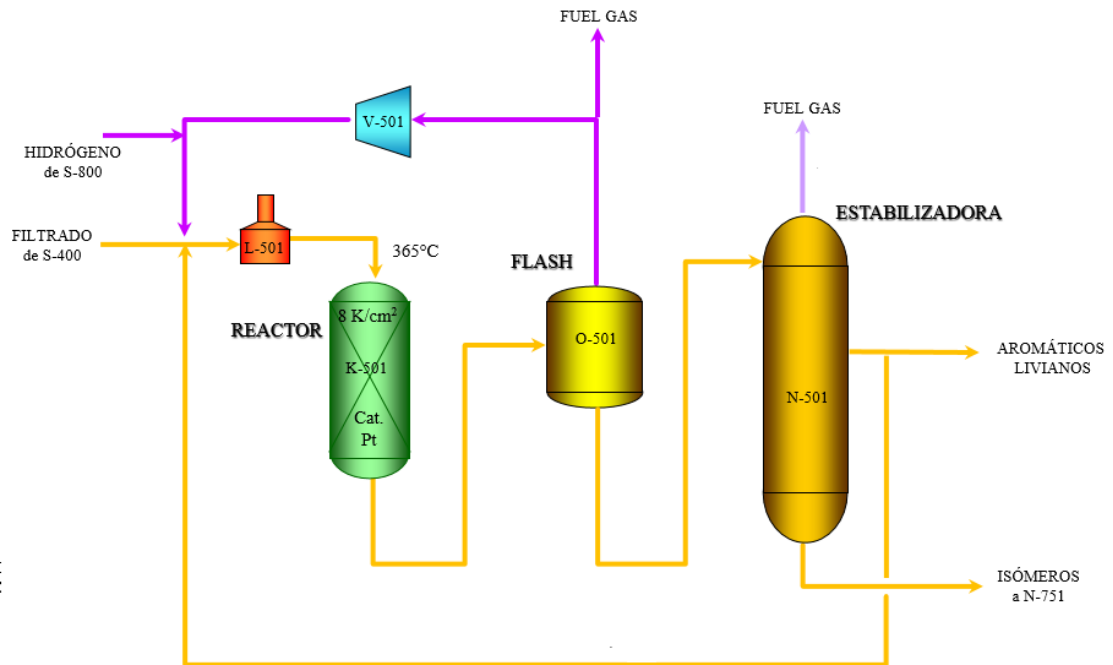 FUEL GAS
FUEL GAS
V-501
HIDRÓGENO
de S-800
ESTABILIZADORA
FILTRADO
de S-400
L-501
365°C
FLASH
REACTOR
8 K/cm²
O-501
K-501
Cat.
Pt
N-501
AROMÁTICOS
LIVIANOS
ISÓMEROS
a N-751